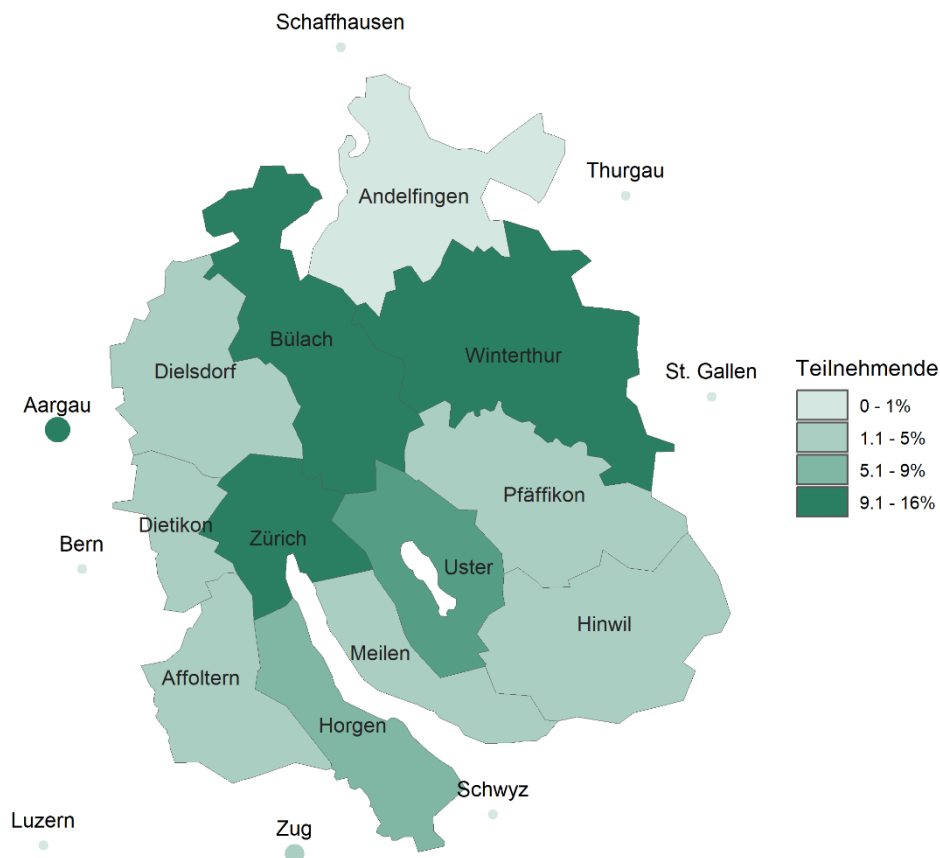 Schaffhausen
Thurgau
Andelfingen
Bülach
Winterthur
Dielsdorf
St. Gallen
Aargau
Teilnehmende
0 - 1%
1.1 - 5%
5.1 - 9%
9.1 - 16%
Pfäffikon
Dietikon
Zürich
Bern
Uster
Hinwil
Meilen
Affoltern
Horgen
Schwyz
Luzern
Zug